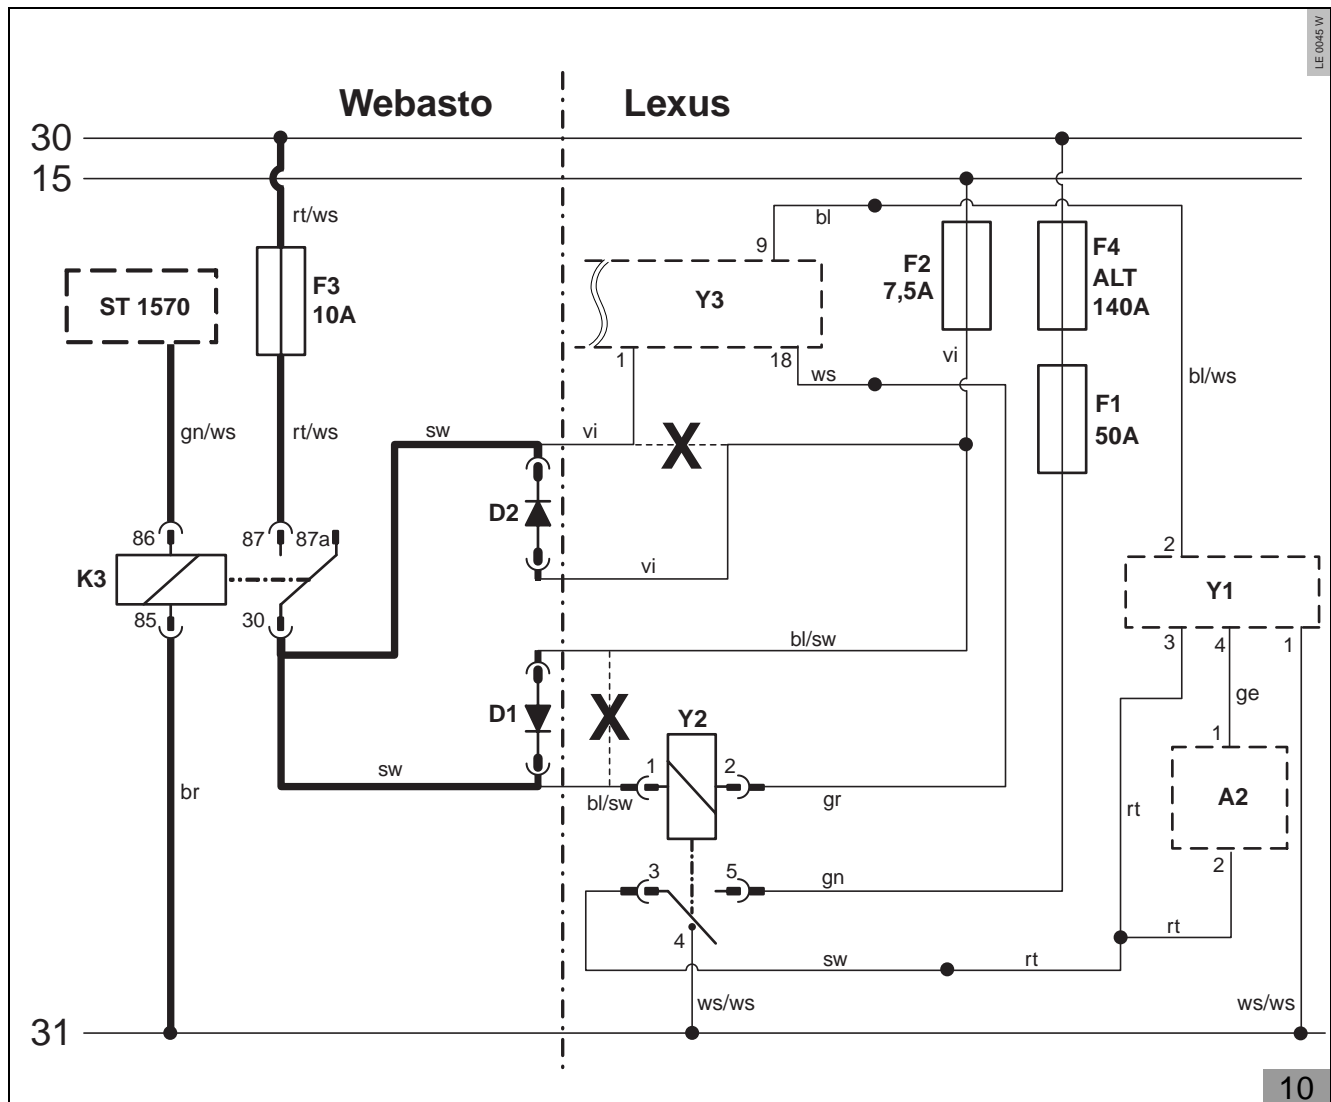 LE 0045 W
Webasto
Lexus
30
15
rt/ws
bl
9
F3
10A
ST 1570
Y3
F2
7,5A
F4
ALT
140A
1
18
ws
vi
bl/ws
F1
50A
gn/ws
rt/ws
sw
vi
X
D2
86
87
87a
2
K3
vi
Y1
85
30
bl/sw
3
4
1
ge
D1
X
Y2
1
sw
1
2
br
bl/sw
gr
rt
A2
3
5
gn
2
4
rt
sw
rt
ws/ws
ws/ws
31
10